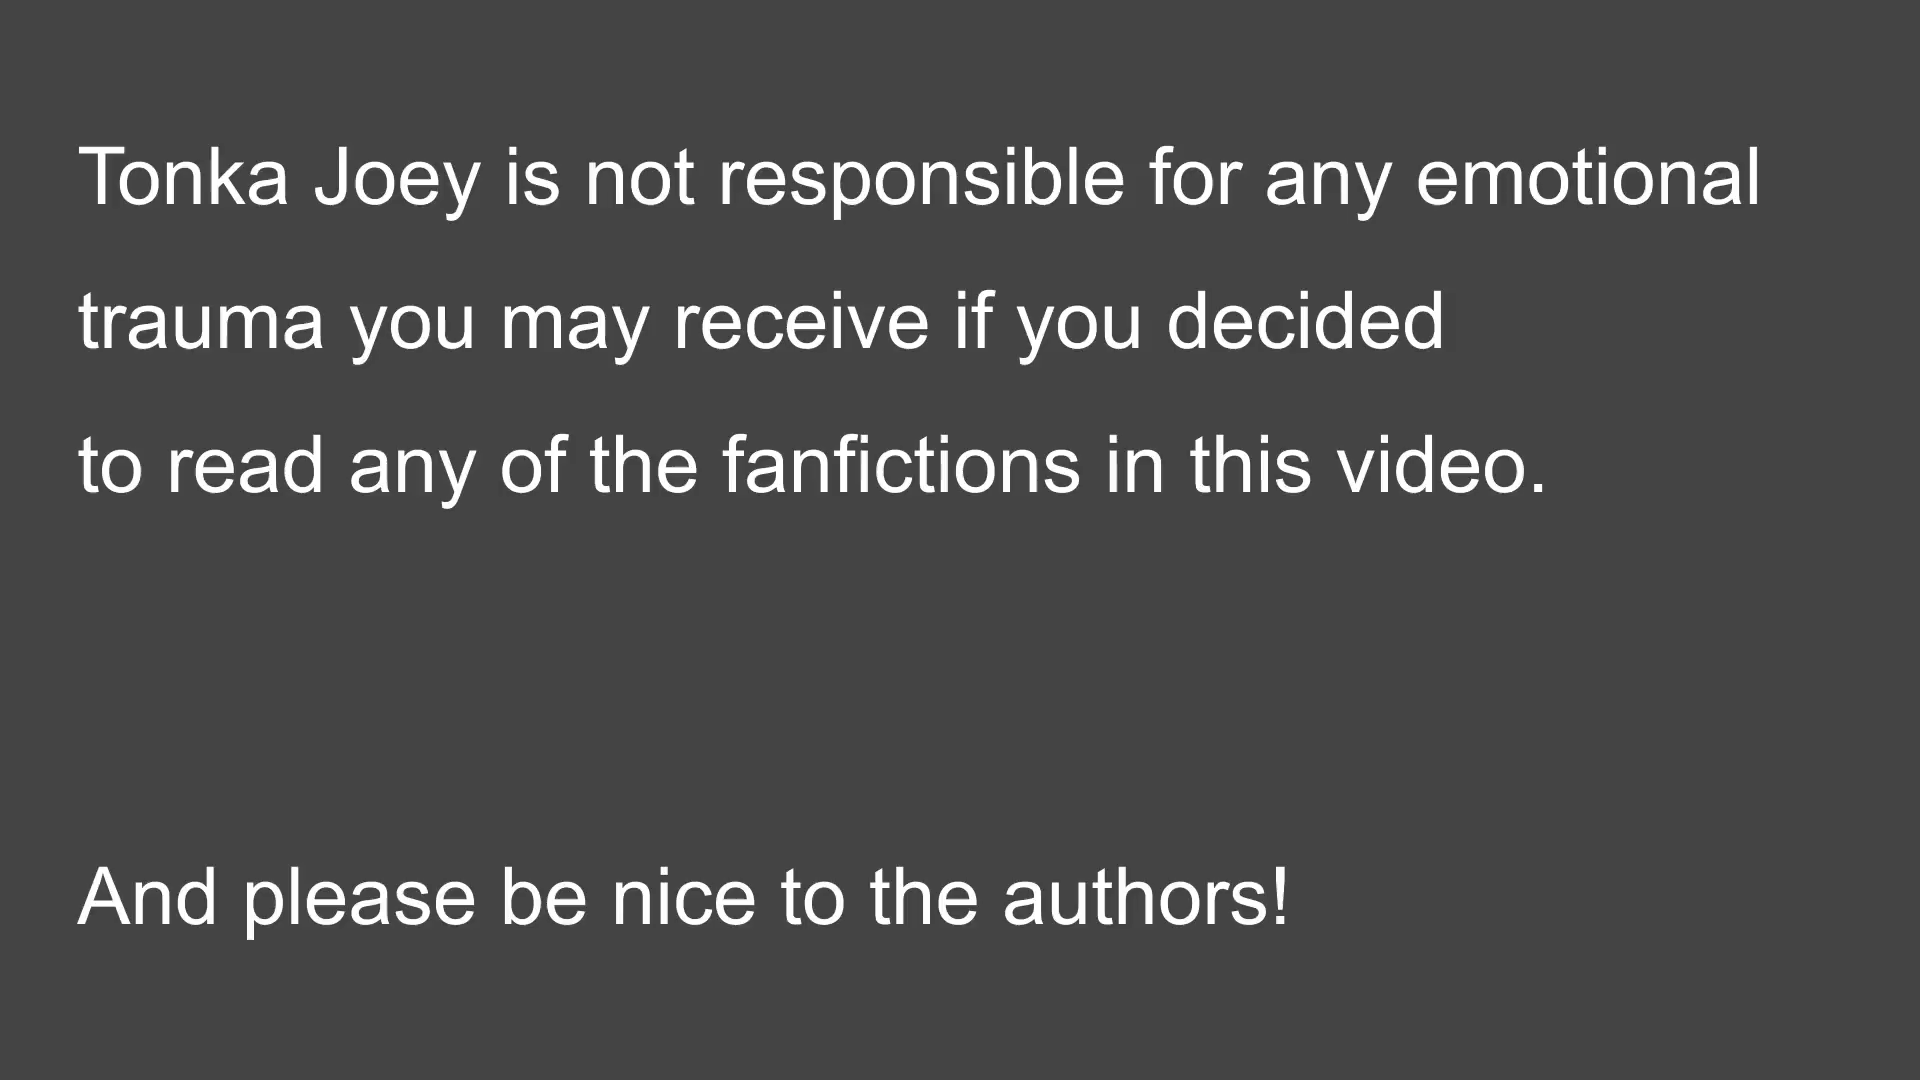 Tonka Joey is not responsible for any emotional
trauma you may receive if you decided
to read any of the fanfictions in this video.
And please be nice to the authors!